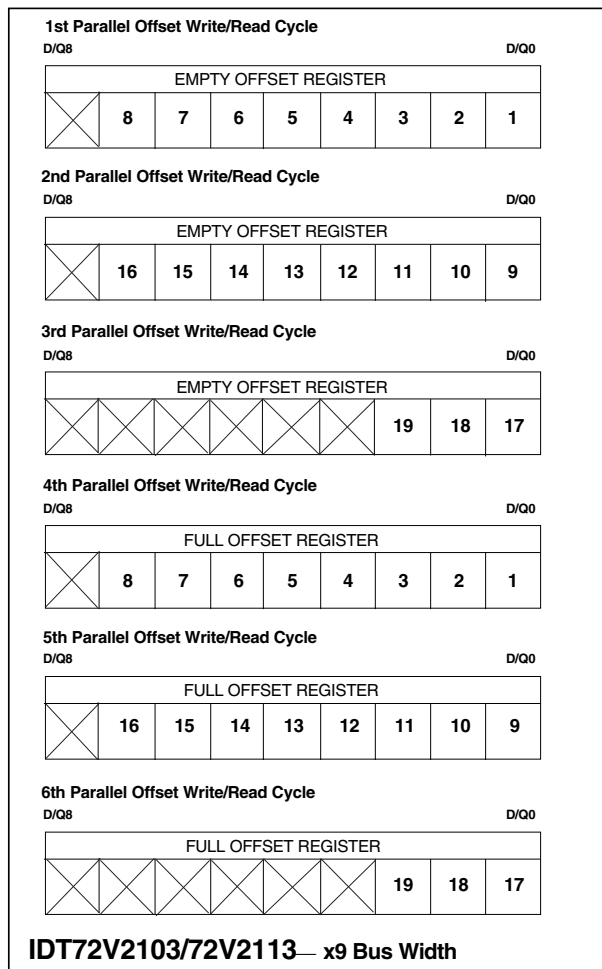 1st Parallel Offset Write/Read Cycle
D/Q8 D/Q0
EMPTY OFFSET REGISTER
8 7 6 5 4 3 2 1
2nd Parallel Offset Write/Read Cycle
D/Q8 D/Q0
EMPTY OFFSET REGISTER
16 15 14 13 12 11 10 9
3rd Parallel Offset Write/Read Cycle
D/Q8 D/Q0
EMPTY OFFSET REGISTER
19 18 17
4th Parallel Offset Write/Read Cycle
D/Q8 D/Q0
FULL OFFSET REGISTER
8 7 6 5 4 3 2 1
5th Parallel Offset Write/Read Cycle
D/Q8 D/Q0
FULL OFFSET REGISTER
16 15 14 13 12 11 10 9
6th Parallel Offset Write/Read Cycle
D/Q8 D/Q0
FULL OFFSET REGISTER
19 18 17
IDT72V2103/72V2113— x9 Bus Width